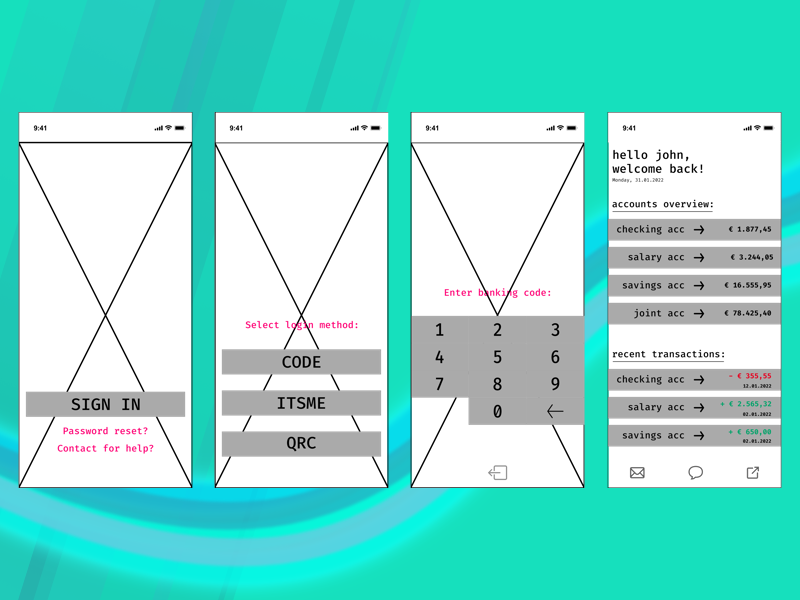 9:41
SIGN IN
Password reset?
Contact for help?
9:41
Select login method:
CODE
ITSME
QRC
9:41
Enter banking code:
1 2 3
4 5 6
7 8 9
0
9:41
hello john,
welcome back!
Monday, 31.01.2022
accounts overview:
checking acc → € 1.877,45
salary acc → € 3.244,05
savings acc → € 16.555,95
joint acc → € 78.425,40
recent transactions:
checking acc → - € 355,55
12.01.2022
salary acc → + € 2.565,32
02.01.2022
savings acc → + € 650,00
02.01.2022